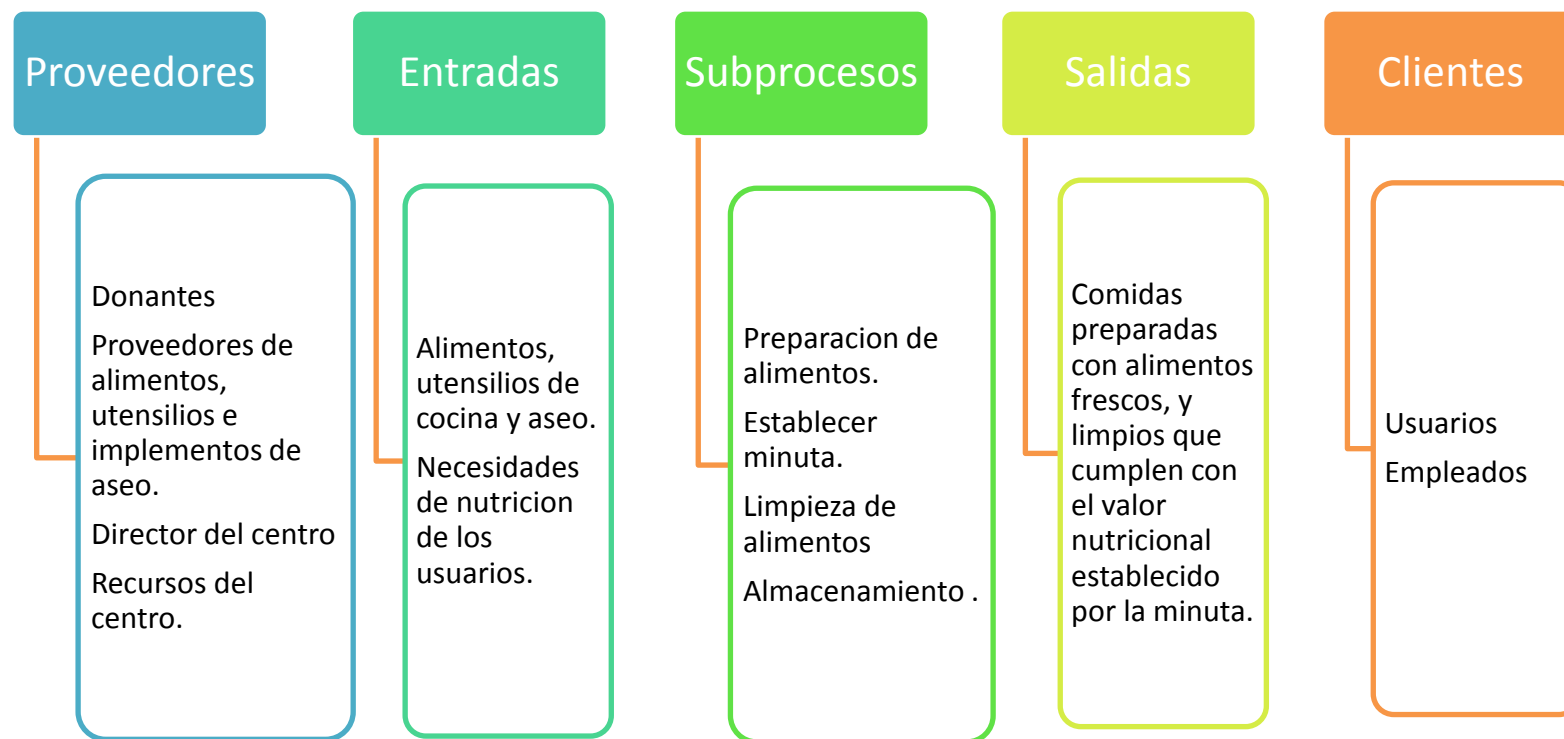 Proveedores
Donantes
Proveedores de
alimentos,
utensilios e
implementos de
aseo.
Director del centro
Recursos del
centro.
Entradas
Alimentos,
utensilios de
cocina y aseo.
Necesidades
de nutricion
de los
usuarios.
Subprocesos
Preparacion de
alimentos.
Establecer
minuta.
Limpieza de
alimentos
Almacenamiento .
Salidas
Comidas
preparadas
con alimentos
frescos, y
limpios que
cumplen con
el valor
nutricional
establecido
por la minuta.
Clientes
Usuarios
Empleados